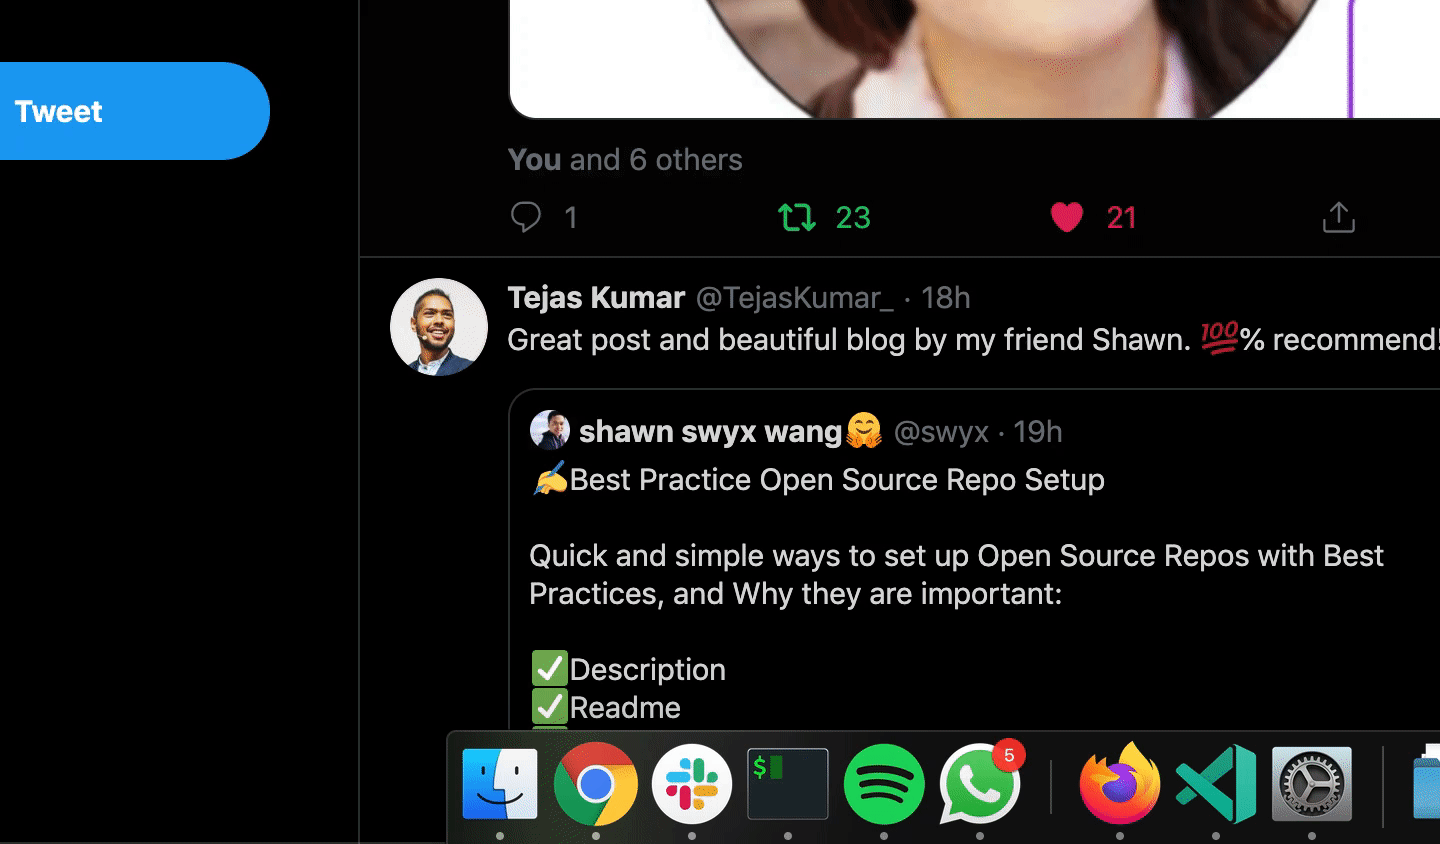 Tweet
You and 6 others
1 23 21
Tejas Kumar @TejasKumar_ · 18h
Great post and beautiful blog by my friend Shawn. 💯% recommend!
shawn swyx wang🤗 @swyx · 19h
✍️Best Practice Open Source Repo Setup
Quick and simple ways to set up Open Source Repos with Best
Practices, and Why they are important:
✅Description
✅Readme
$
5